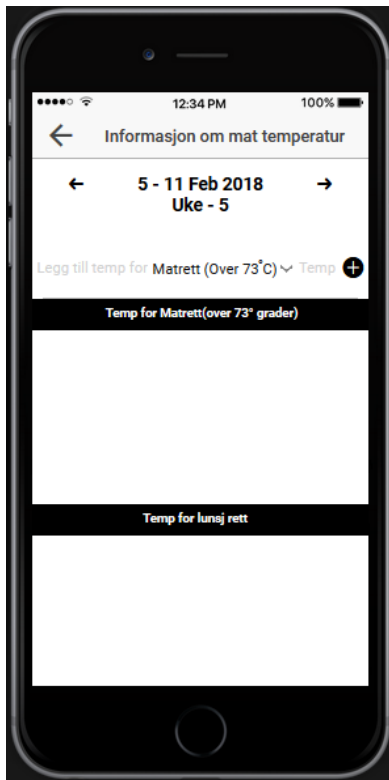 12:34 PM 100%
Informasjon om mat temperatur
5 - 11 Feb 2018
Uke - 5
Legg till temp for Matrett (Over 73°C) Temp
Temp for Matrett(over 73° grader)
Temp for lunsj rett